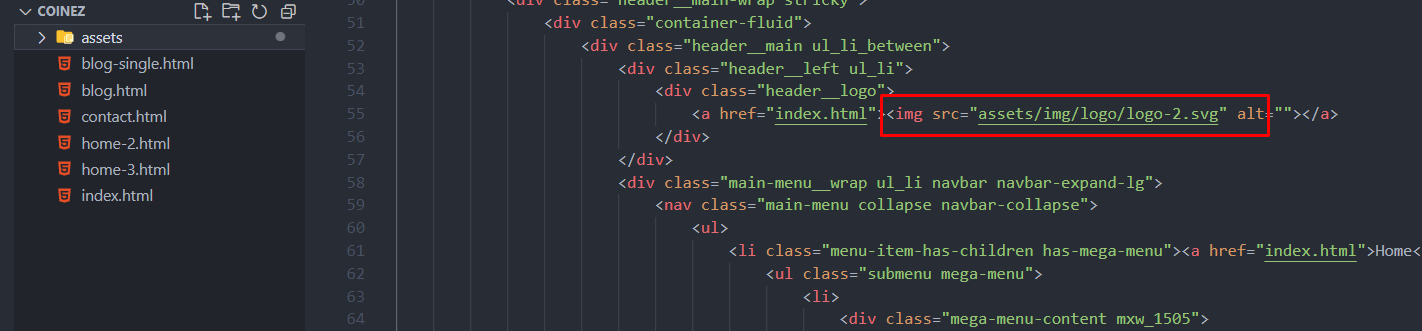 COINEZ
assets
blog-single.html
blog.html
contact.html
home-2.html
home-3.html
index.html
50 <div class="header__main-wrap stricky">
51 <div class="container-fluid">
52 <div class="header__main ul_li_between">
53 <div class="header__left ul_li">
54 <div class="header__logo">
55 <a href="index.html"><img src="assets/img/logo/logo-2.svg" alt=""></a>
56 </div>
57 </div>
58 <div class="main-menu__wrap ul_li navbar navbar-expand-lg">
59 <nav class="main-menu collapse navbar-collapse">
60 <ul>
61 <li class="menu-item-has-children has-mega-menu"><a href="index.html">Home<
62 <ul class="submenu mega-menu">
63 <li>
64 <div class="mega-menu-content mxw_1505">